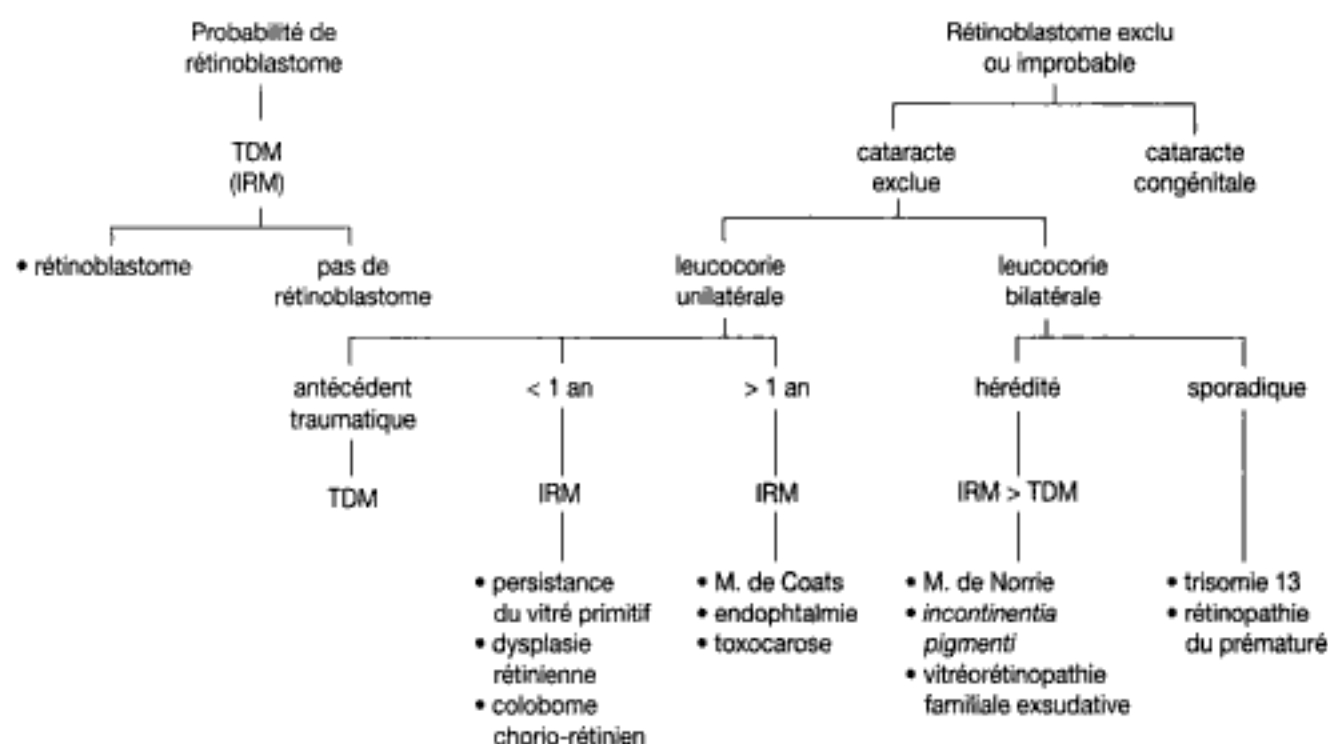 Probabilité de
rétinoblastome
Rétinoblastome exclu
ou improbable
TDM
(IRM)
cataracte
exclue
cataracte
congénitale
• rétinoblastome
pas de
rétinoblastome
leucocorie
unilatérale
leucocorie
bilatérale
antécédent
traumatique
< 1 an
> 1 an
hérédité
sporadique
TDM
IRM
IRM
IRM > TDM
• persistance
du vitré primitif
• dysplasie
rétinienne
• colobome
chorio-rétinien
• M. de Coats
• endophtalmie
• toxocarose
• M. de Norrie
• incontinentia
pigmenti
• vitréorétinopathie
familiale exsudative
• trisomie 13
• rétinopathie
du prématuré